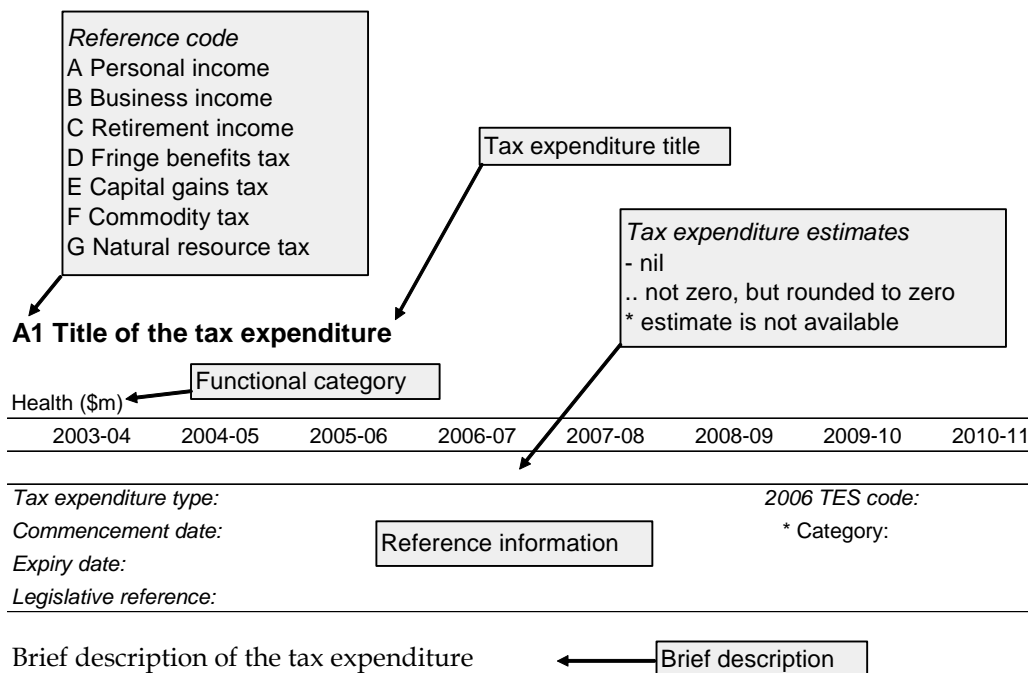 Reference code
A Personal income
B Business income
C Retirement income
D Fringe benefits tax
E Capital gains tax
F Commodity tax
G Natural resource tax
Tax expenditure title
Tax expenditure estimates
- nil
.. not zero, but rounded to zero
* estimate is not available
A1 Title of the tax expenditure
Functional category
Health ($m)
2003-04 2004-05 2005-06 2006-07 2007-08 2008-09 2009-10 2010-11
Tax expenditure type: 2006 TES code:
Commencement date: * Category:
Reference information
Expiry date:
Legislative reference:
Brief description of the tax expenditure
Brief description